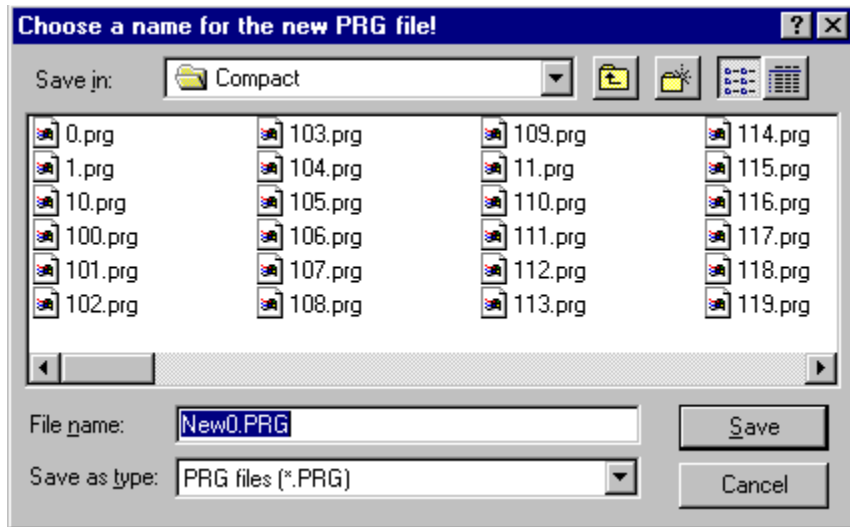 Choose a name for the new PRG file!
Save in: Compact
0.prg 103.prg 109.prg 114.prg
1.prg 104.prg 11.prg 115.prg
10.prg 105.prg 110.prg 116.prg
100.prg 106.prg 111.prg 117.prg
101.prg 107.prg 112.prg 118.prg
102.prg 108.prg 113.prg 119.prg
File name: New0.PRG Save
Save as type: PRG files (*.PRG) Cancel